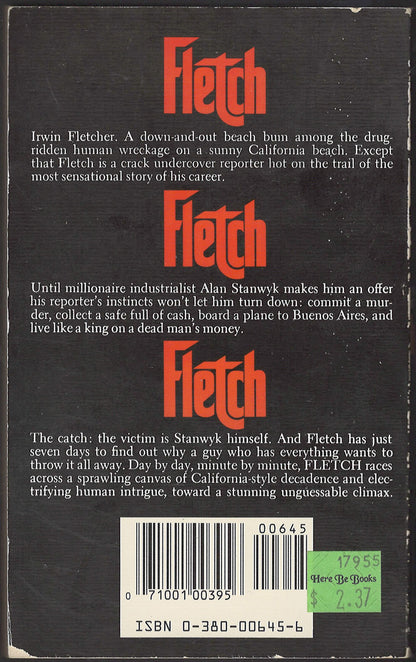 Fletch
Irwin Fletcher. A down-and-out beach bum among the drug-
ridden human wreckage on a sunny California beach. Except
that Fletch is a crack undercover reporter hot on the trail of the
most sensational story of his career.
Fletch
Until millionaire industrialist Alan Stanwyk makes him an offer
his reporter's instincts won't let him turn down: commit a mur-
der, collect a safe full of cash, board a plane to Buenos Aires, and
live like a king on a dead man's money.
Fletch
The catch: the victim is Stanwyk himself. And Fletch has just
seven days to find out why a guy who has everything wants to
throw it all away. Day by day, minute by minute, FLETCH races
across a sprawling canvas of California-style decadence and elec-
trifying human intrigue, toward a stunning unguessable climax.
00645
0 71001 00395
ISBN 0-380-00645-6
17955
Here Be Books
$ 2.37